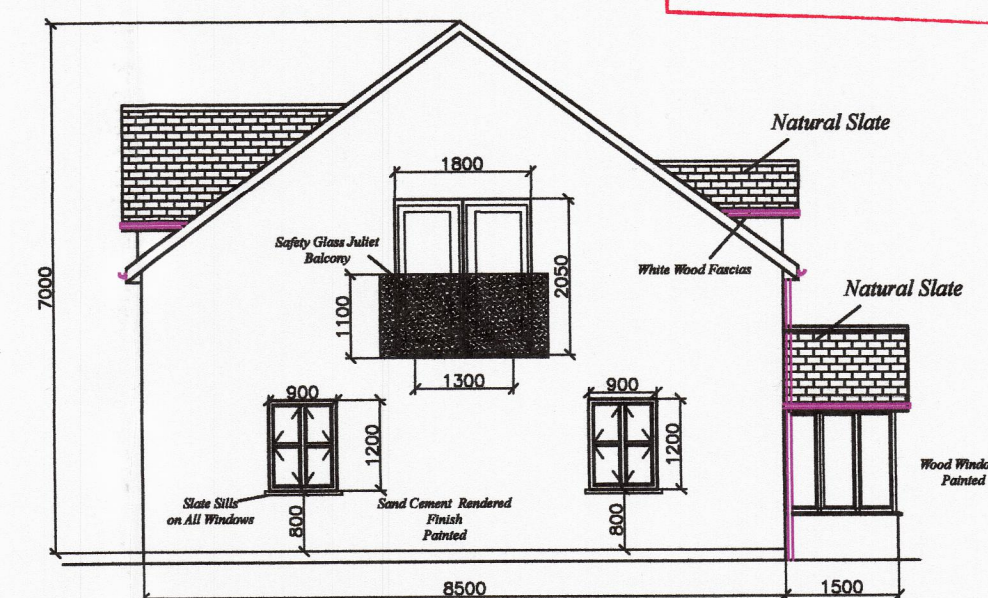 Natural Slate
1800
Safety Glass Juliet
Balcony
White Wood Fascias
7000
2050
Natural Slate
1100
1300
900
900
1200
1200
Wood
Painted
Slate Sills
on All Windows
Sand Cement Rendered
Finish
Painted
800
800
8500
1500